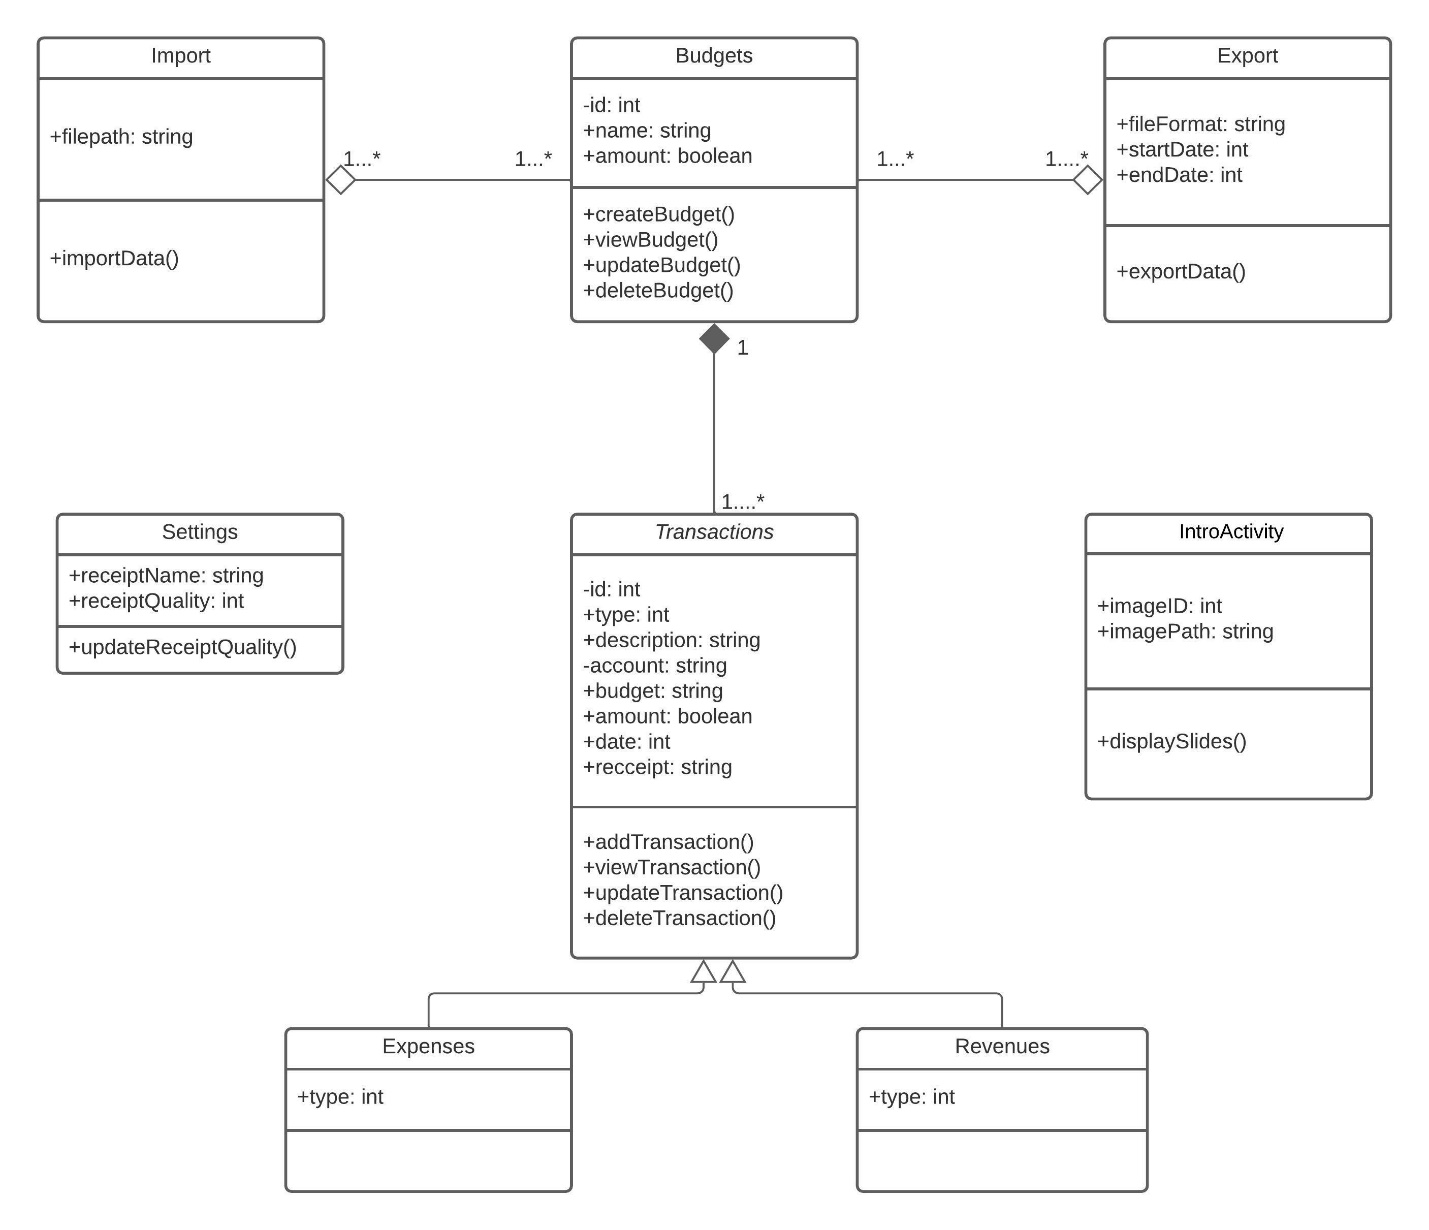 Import
+filepath: string
+importData()
1...*
1...*
Budgets
-id: int
+name: string
+amount: boolean
+createBudget()
+viewBudget()
+updateBudget()
+deleteBudget()
1...*
1....*
Export
+fileFormat: string
+startDate: int
+endDate: int
+exportData()
1
1....*
Settings
+receiptName: string
+receiptQuality: int
+updateReceiptQuality()
Transactions
-id: int
+type: int
+description: string
-account: string
+budget: string
+amount: boolean
+date: int
+recceipt: string
+addTransaction()
+viewTransaction()
+updateTransaction()
+deleteTransaction()
IntroActivity
+imageID: int
+imagePath: string
+displaySlides()
Expenses
+type: int
Revenues
+type: int